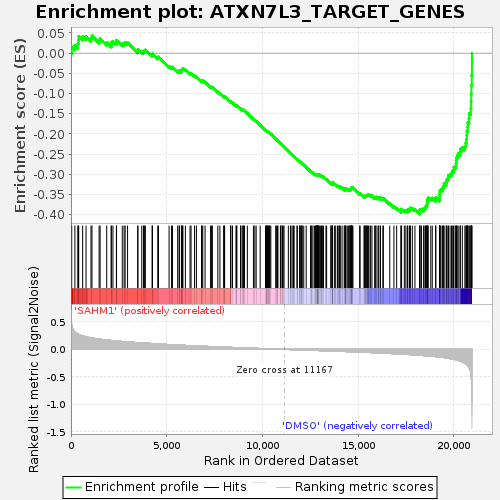 Enrichment plot: ATXN7L3_TARGET_GENES
Enrichment score (ES)
0.05
0.00
-0.05
-0.10
-0.15
-0.20
-0.25
-0.30
-0.35
-0.40
Ranked list metric (Signal2Noise)
'SAHM1' (positively correlated)
0.5
0.0
-0.5
-1.0
-1.5
Zero cross at 11167
'DMSO' (negatively correlated)
0
5,000
10,000
15,000
20,000
Rank in Ordered Dataset
Enrichment profile
Hits
Ranking metric scores